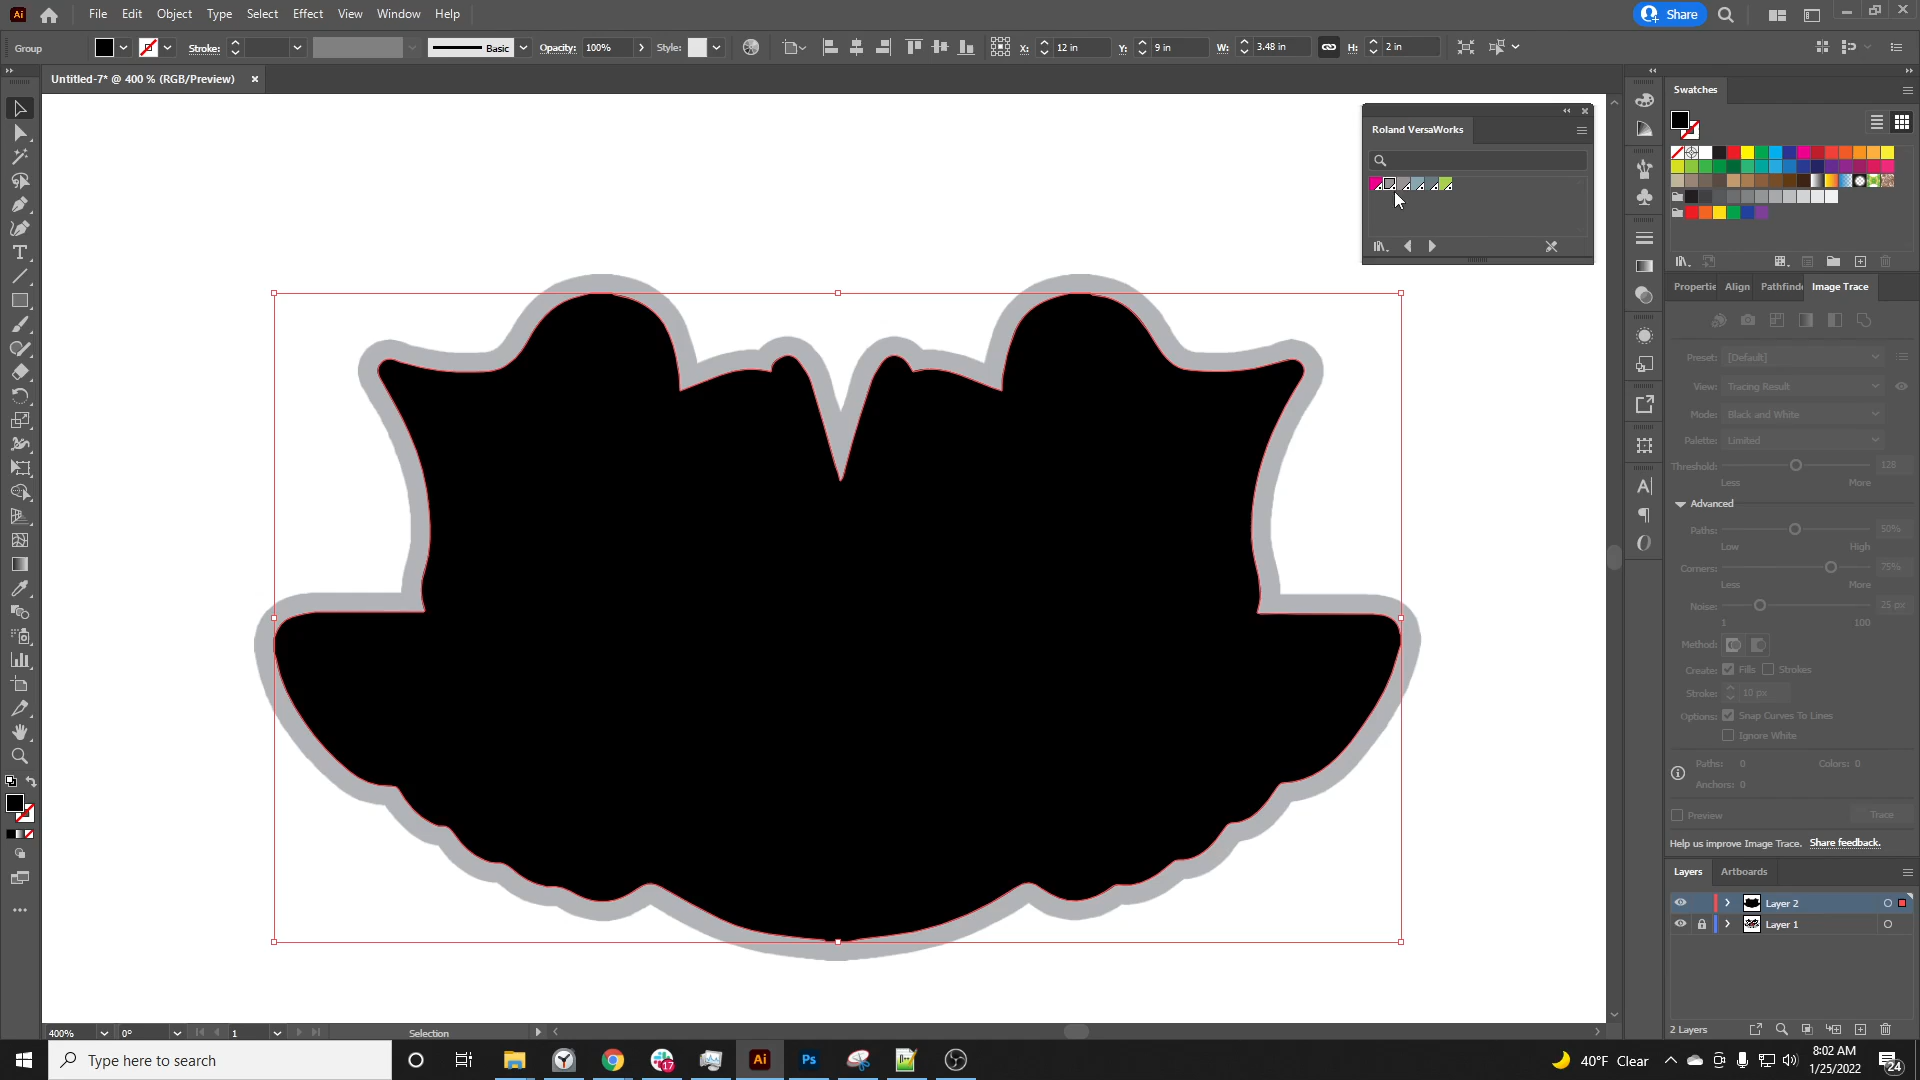 Ai File Edit Object Type Select Effect View Window Help Share
Group Stroke: Basic Opacity: 100% Style: X: 12 in Y: 9 in W: 3.48 in H: 2 in
Untitled-7* @ 400 % (RGB/Preview)
Swatches
Roland VersaWorks
Propertie Align Pathfinde Image Trace
Preset: [Default]
View: Tracing Result
Mode: Black and White
Palette: Limited
Threshold: 128
Less More
Advanced
Paths: 50%
Low High
Corners: 75%
Less More
Noise: 25 px
1 100
Method:
Create: Fills Strokes
Stroke: 10 px
Options: Snap Curves To Lines
Ignore White
Paths: 0 Colors: 0
Anchors: 0
Preview Trace
Help us improve Image Trace. Share feedback.
Layers Artboards
Layer 2
Layer 1
2 Layers
400% 0° 1 Selection
Type here to search
17
Ai Ps
40°F Clear
8:02 AM
1/25/2022
24